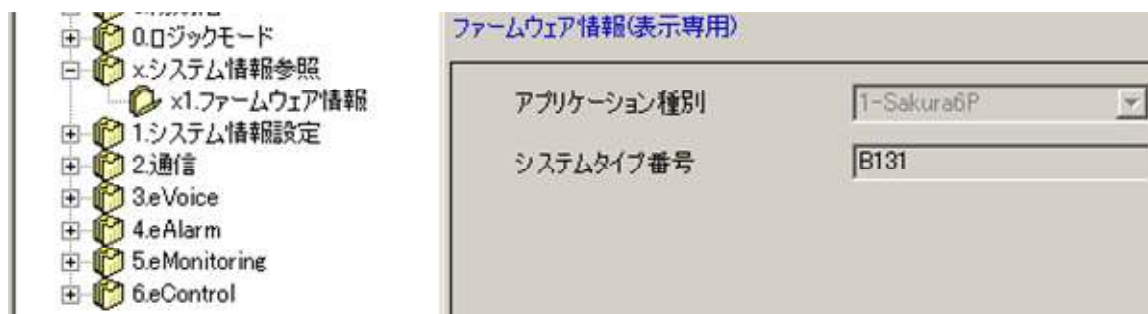 0.ロジックモード
x.システム情報参照
x1.ファームウェア情報
1.システム情報設定
2.通信
3.eVoice
4.eAlarm
5.eMonitoring
6.eControl
ファームウェア情報(表示専用)
アプリケーション種別
1-Sakura6P
システムタイプ番号
B131